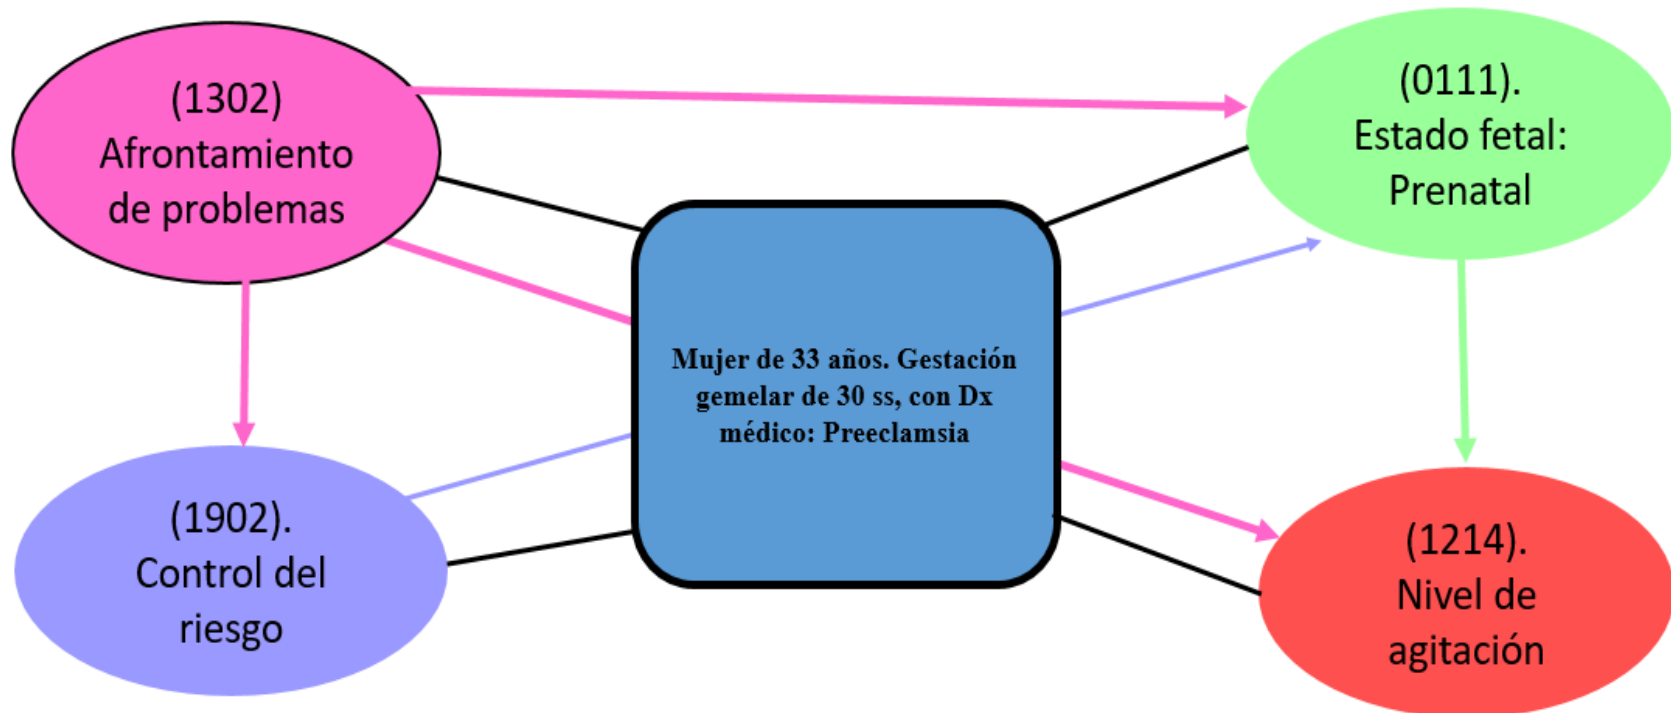 (1302)
Afrontamiento
de problemas
(0111).
Estado fetal:
Prenatal
Mujer de 33 años. Gestación
gemelar de 30 ss, con Dx
médico: Preeclamsia
(1902).
Control del
riesgo
(1214).
Nivel de
agitación